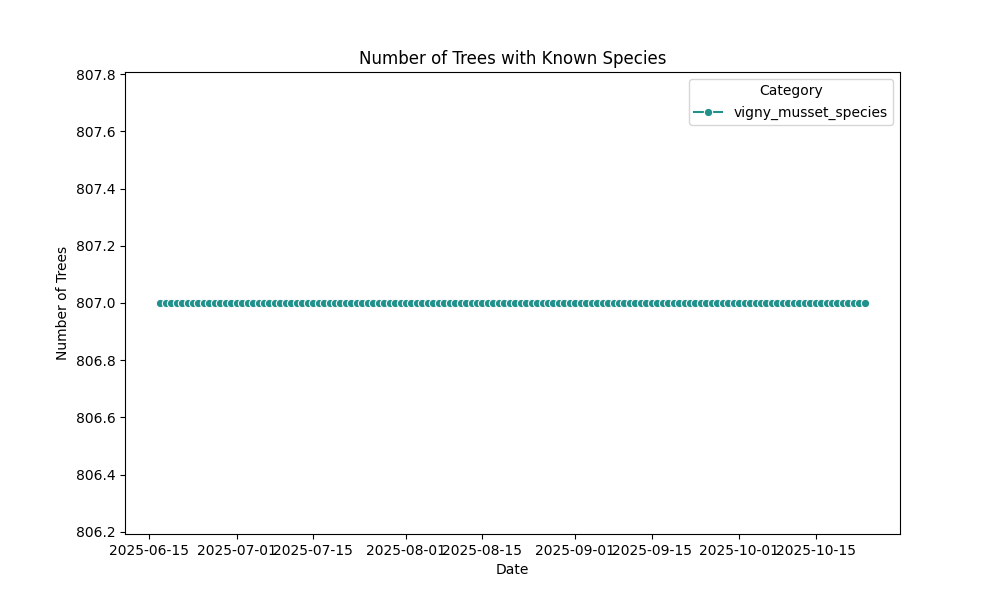 Number of Trees with Known Species
Category
vigny_musset_species
Number of Trees
807.8
807.6
807.4
807.2
807.0
806.8
806.6
806.4
806.2
2025-06-15 2025-07-01 2025-07-15 2025-08-01 2025-08-15 2025-09-01 2025-09-15 2025-10-01 2025-10-15
Date